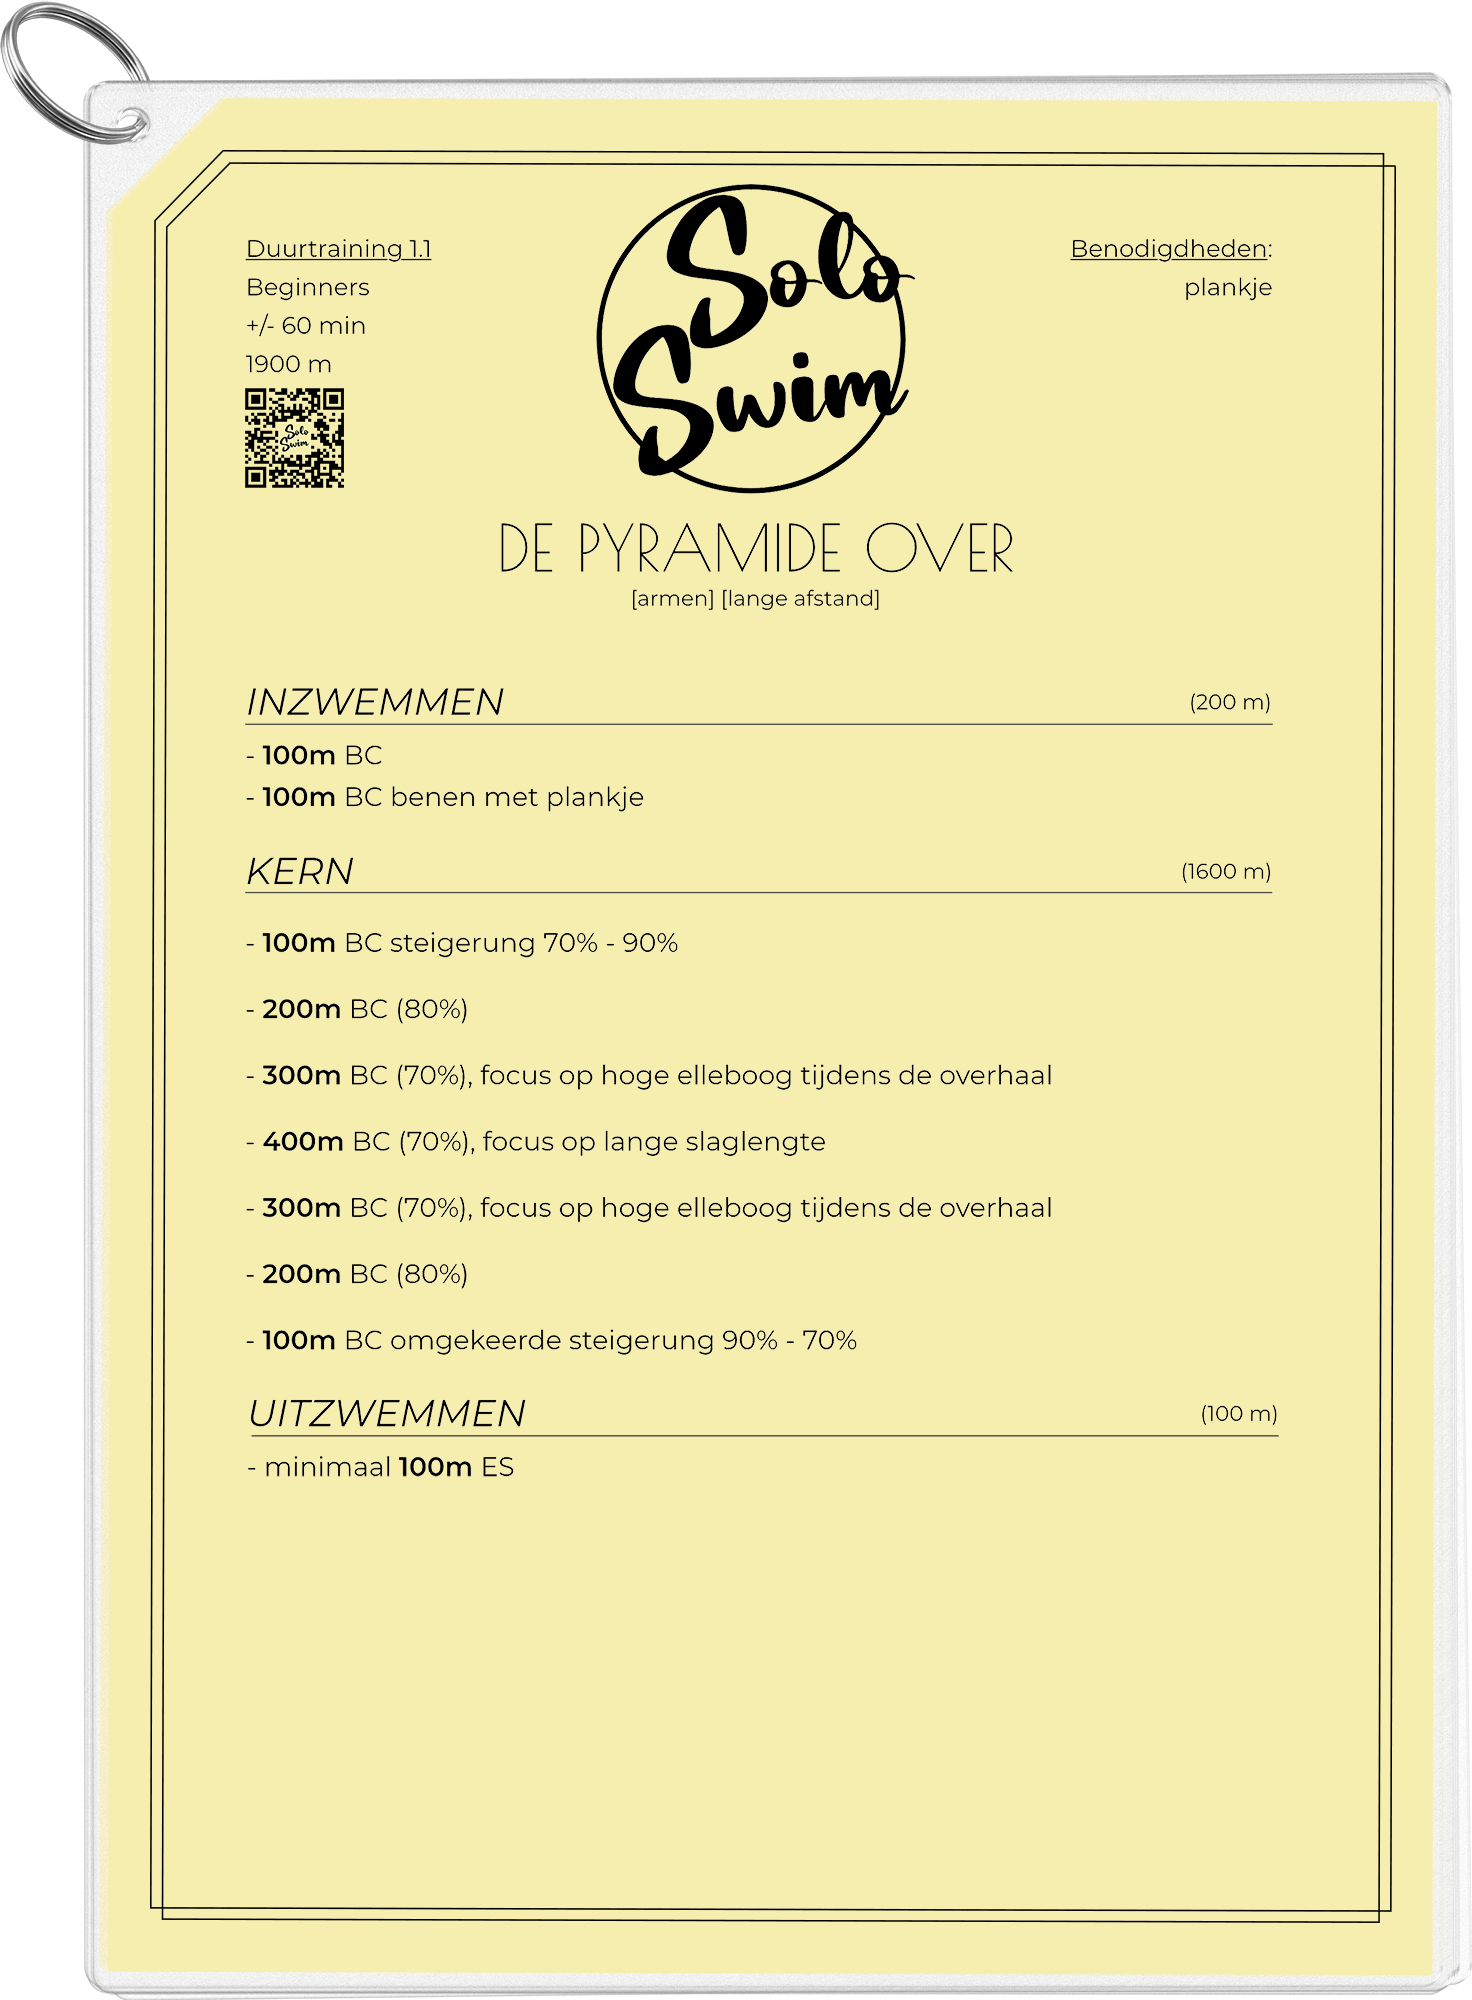 Duurtraining 1.1
Beginners
+/- 60 min
1900 m
Solo
Swim
Solo
Swim
Benodigdheden:
plankje
DE PYRAMIDE OVER
[armen] [lange afstand]
INZWEMMEN (200 m)
- 100m BC
- 100m BC benen met plankje
KERN (1600 m)
- 100m BC steigerung 70% - 90%
- 200m BC (80%)
- 300m BC (70%), focus op hoge elleboog tijdens de overhaal
- 400m BC (70%), focus op lange slaglengte
- 300m BC (70%), focus op hoge elleboog tijdens de overhaal
- 200m BC (80%)
- 100m BC omgekeerde steigerung 90% - 70%
UITZWEMMEN (100 m)
- minimaal 100m ES